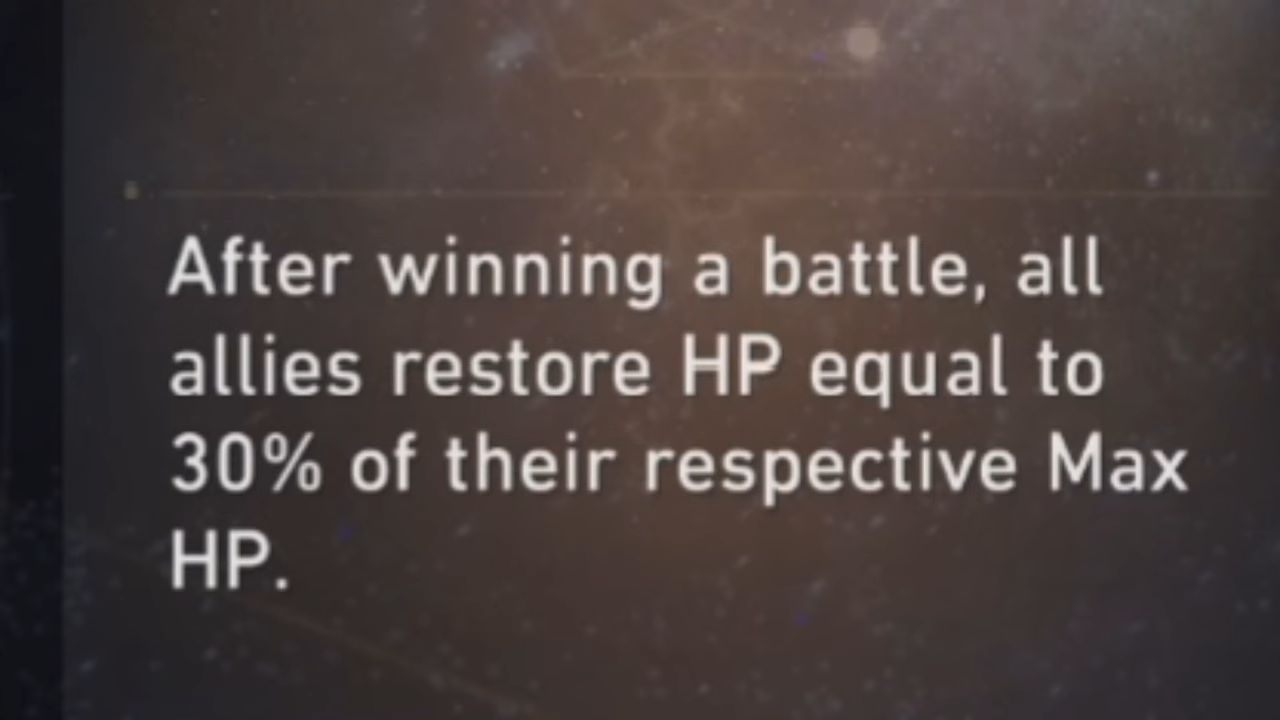 After winning a battle, all
allies restore HP equal to
30% of their respective Max
HP.